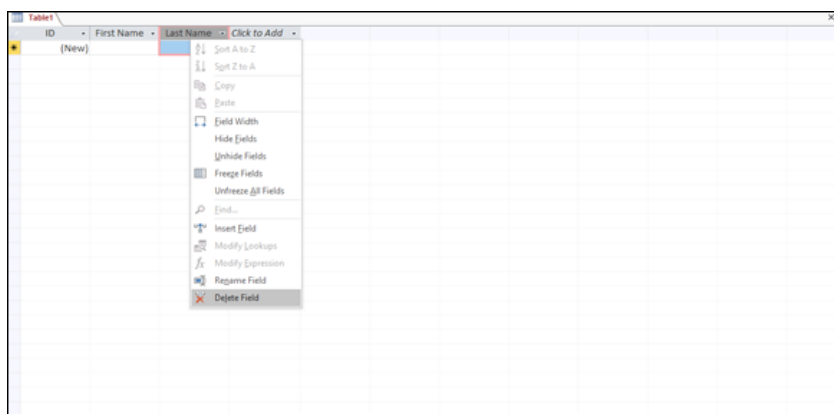 Table1
ID First Name Last Name Click to Add
(New)
Sort A to Z
Sort Z to A
Copy
Paste
Field Width
Hide Fields
Unhide Fields
Freeze Fields
Unfreeze All Fields
Find...
Insert Field
Modify Lookups
Modify Expression
Rename Field
Delete Field